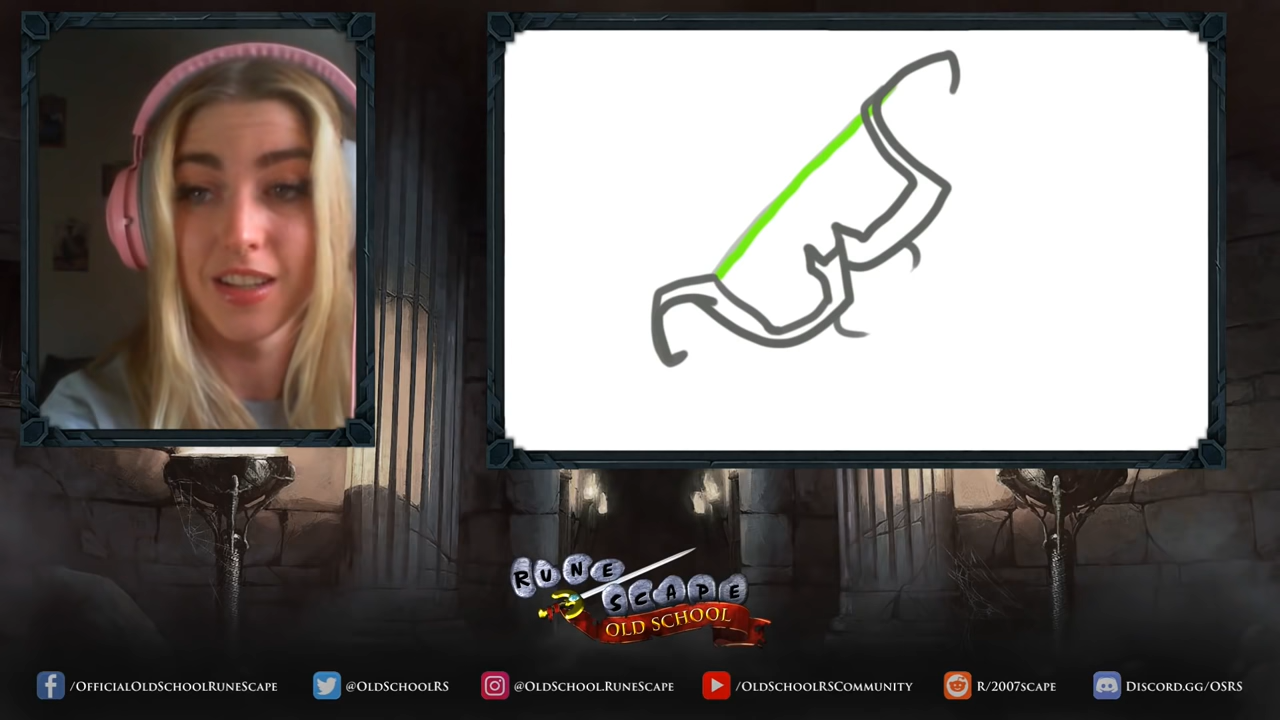 RUNE
SCAPE
OLD SCHOOL
/OfficialOldSchoolRuneScape
@OldSchoolRS
@OldSchool.RuneScape
/OldSchoolRSCommunity
r/2007scape
Discord.gg/OSRS